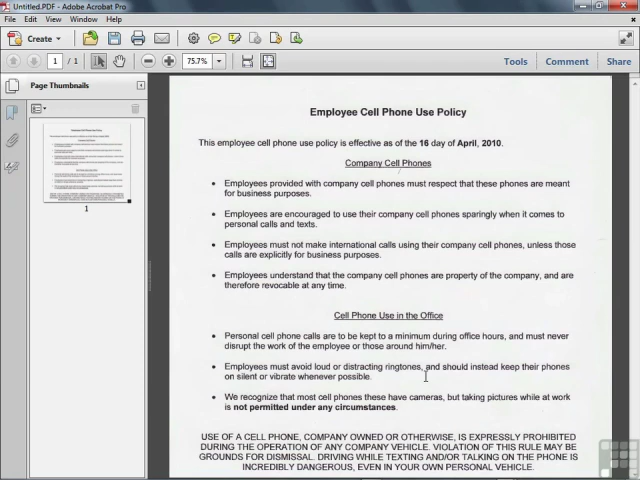 Untitled.PDF - Adobe Acrobat Pro
File Edit View Window Help
Create
1 / 1 75.7% Tools Comment Share
Page Thumbnails
1
Employee Cell Phone Use Policy
This employee cell phone use policy is effective as of the 16 day of April, 2010.
Company Cell Phones
• Employees provided with company cell phones must respect that these phones are meant
for business purposes.
• Employees are encouraged to use their company cell phones sparingly when it comes to
personal calls and texts.
• Employees must not make international calls using their company cell phones, unless those
calls are explicitly for business purposes.
• Employees understand that the company cell phones are property of the company, and are
therefore revocable at any time.
Cell Phone Use in the Office
• Personal cell phone calls are to be kept to a minimum during office hours, and must never
disrupt the work of the employee or those around him/her.
• Employees must avoid loud or distracting ringtones, and should instead keep their phones
on silent or vibrate whenever possible.
• We recognize that most cell phones these have cameras, but taking pictures while at work
is not permitted under any circumstances.
USE OF A CELL PHONE, COMPANY OWNED OR OTHERWISE, IS EXPRESSLY PROHIBITED
DURING THE OPERATION OF ANY COMPANY VEHICLE. VIOLATION OF THIS RULE MAY BE
GROUNDS FOR DISMISSAL. DRIVING WHILE TEXTING AND/OR TALKING ON THE PHONE IS
INCREDIBLY DANGEROUS, EVEN IN YOUR OWN PERSONAL VEHICLE.